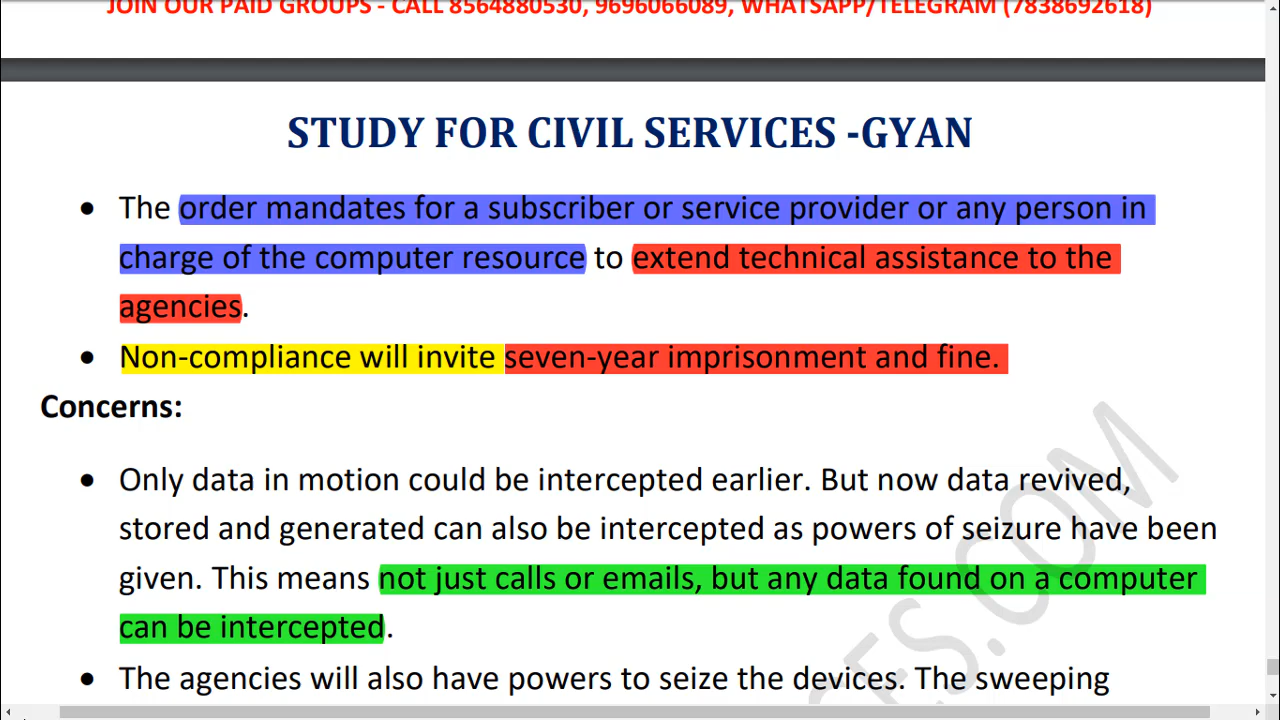 JOIN OUR PAID GROUPS - CALL 8564880530, 9696066089, WHATSAPP/TELEGRAM (7838692618)
STUDY FOR CIVIL SERVICES -GYAN
• The order mandates for a subscriber or service provider or any person in
charge of the computer resource to extend technical assistance to the
agencies.
• Non-compliance will invite seven-year imprisonment and fine.
Concerns:
• Only data in motion could be intercepted earlier. But now data revived,
stored and generated can also be intercepted as powers of seizure have been
given. This means not just calls or emails, but any data found on a computer
can be intercepted.
• The agencies will also have powers to seize the devices. The sweeping
CES.COM